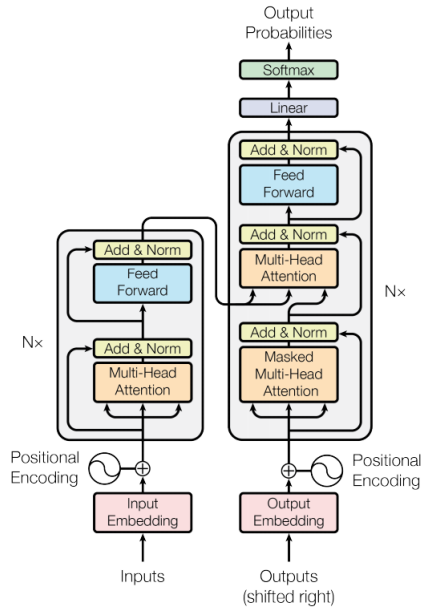 Output
Probabilities
Softmax
Linear
Add & Norm
Feed
Forward
Add & Norm
Multi-Head
Attention
Add & Norm
Masked
Multi-Head
Attention
N×
Add & Norm
Feed
Forward
Add & Norm
Multi-Head
Attention
N×
Positional
Encoding
Positional
Encoding
Input
Embedding
Output
Embedding
Inputs
Outputs
(shifted right)